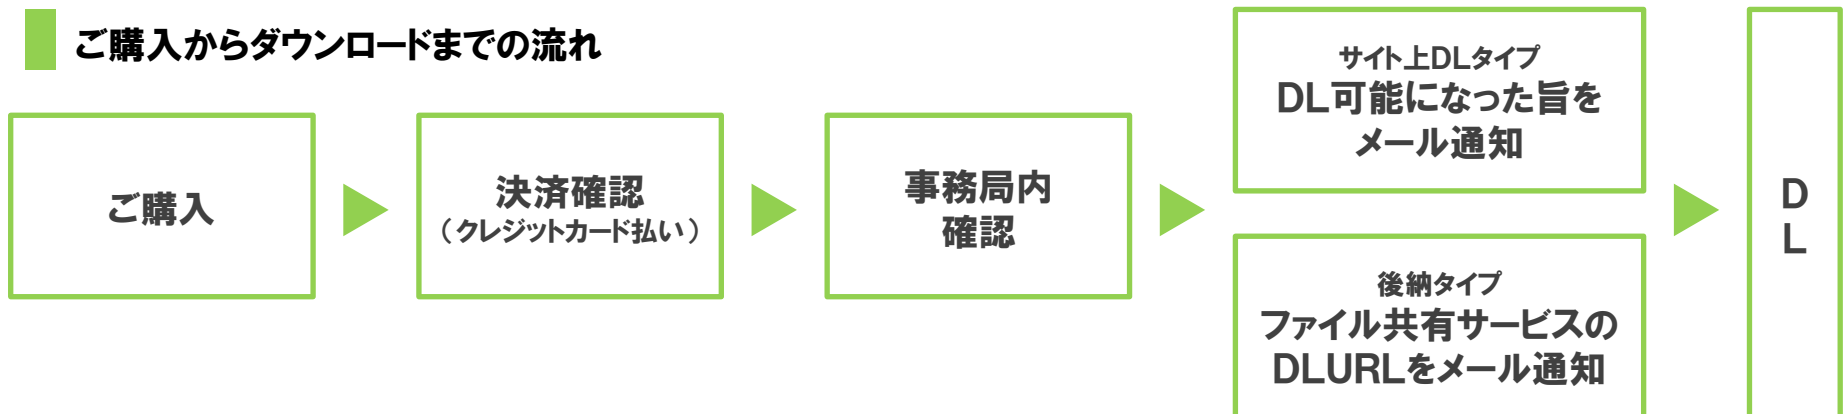 ご購入からダウンロードまでの流れ
ご購入
決済確認
（クレジットカード払い）
事務局内
確認
サイト上DLタイプ
DL可能になった旨を
メール通知
後納タイプ
ファイル共有サービスの
DLURLをメール通知
D
L